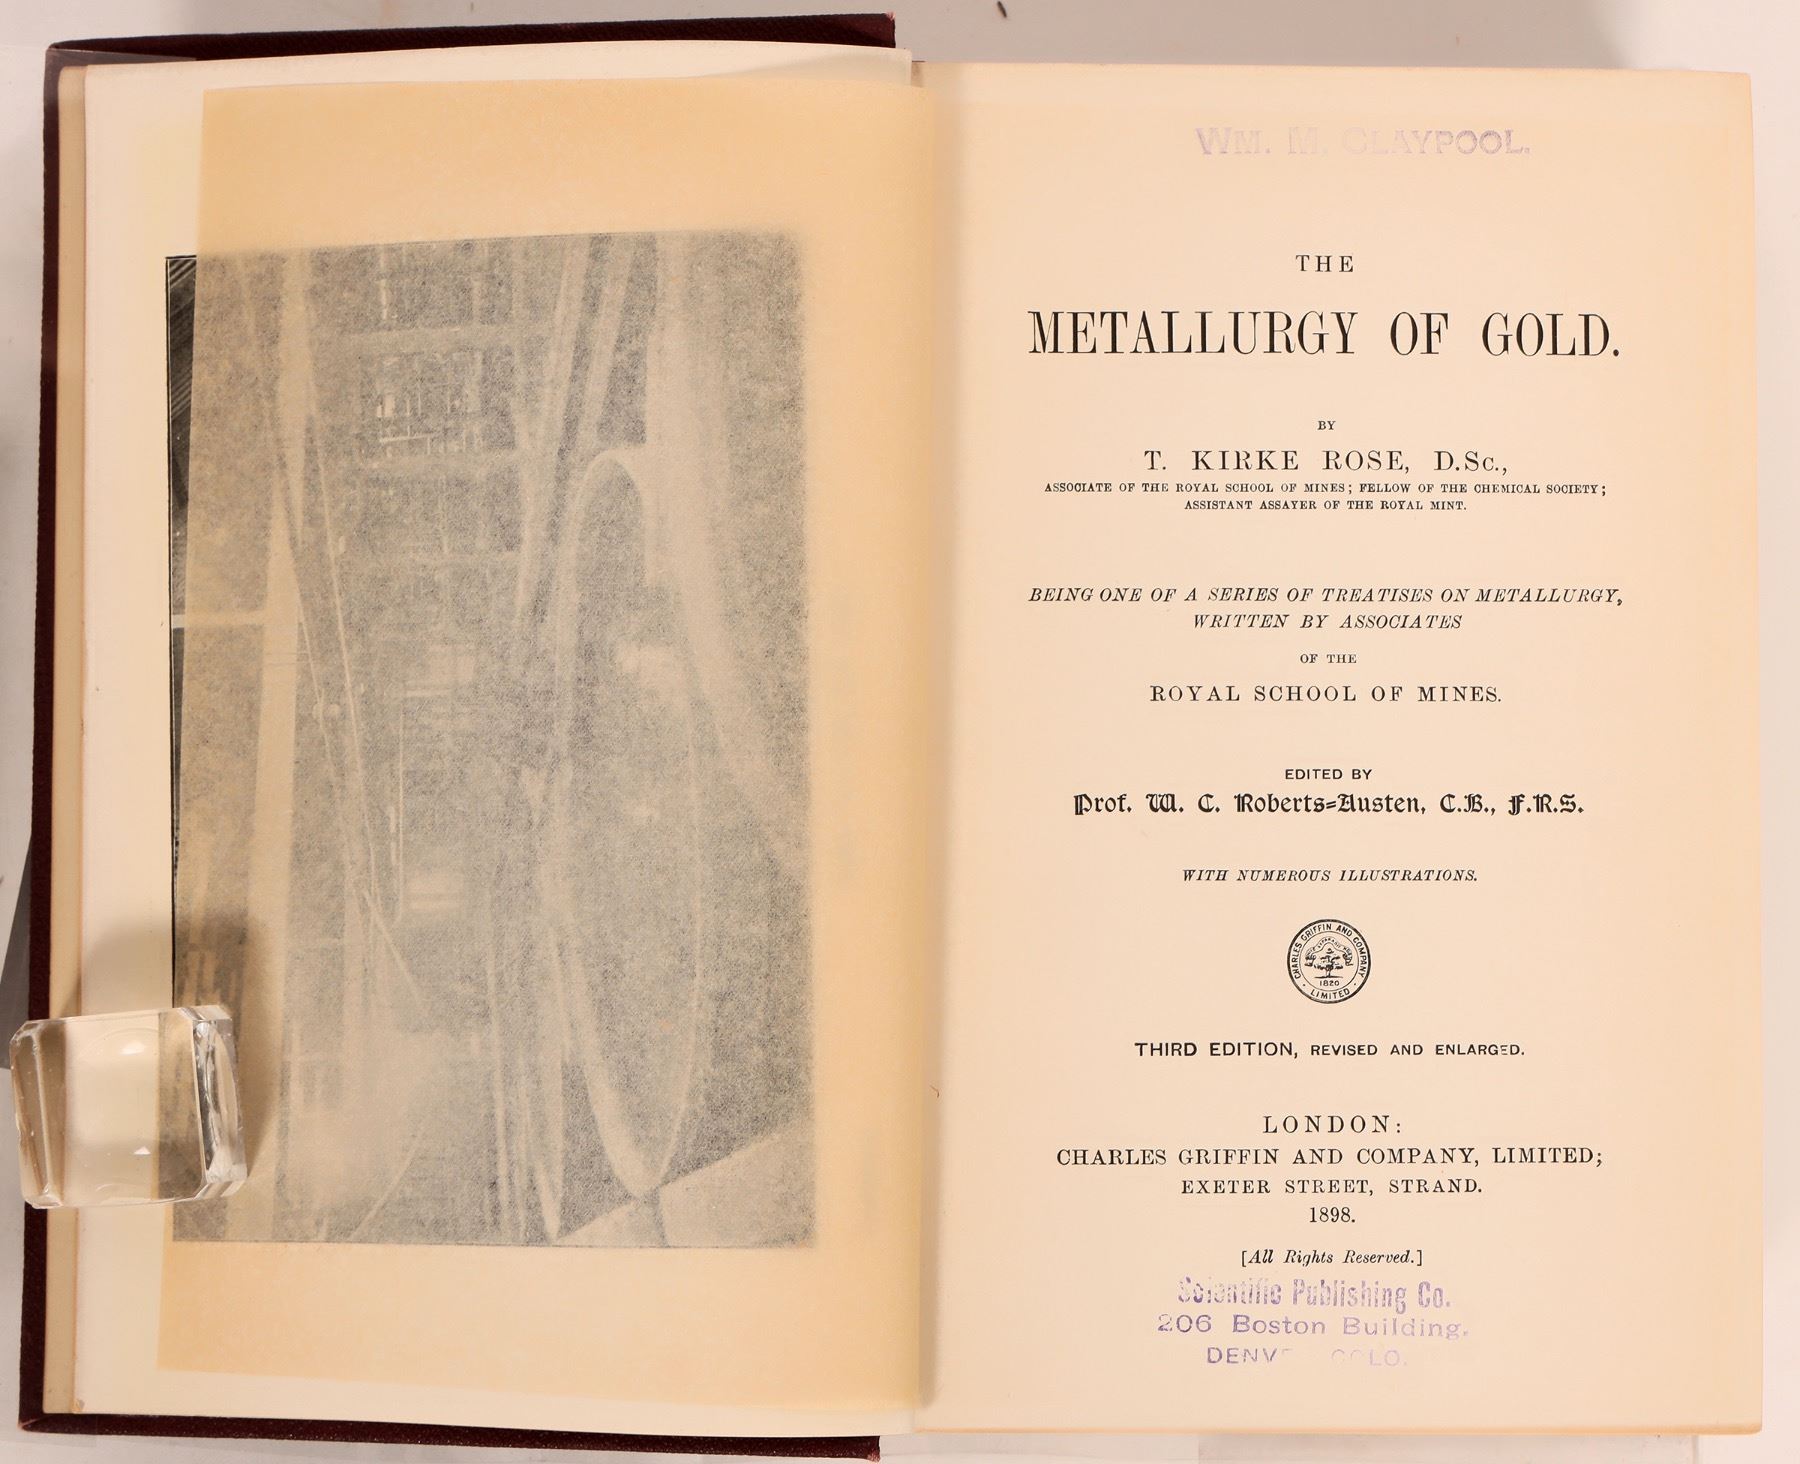 WM. M. CLAYPOOL.
THE
METALLURGY OF GOLD.
BY
T. KIRKE ROSE, D.Sc.,
ASSOCIATE OF THE ROYAL SCHOOL OF MINES; FELLOW OF THE CHEMICAL SOCIETY;
ASSISTANT ASSAYER OF THE ROYAL MINT.
BEING ONE OF A SERIES OF TREATISES ON METALLURGY,
WRITTEN BY ASSOCIATES
OF THE
ROYAL SCHOOL OF MINES.
EDITED BY
Prof. W. C. Roberts=Austen, C.B., F.R.S.
WITH NUMEROUS ILLUSTRATIONS.
CHARLES GRIFFIN AND COMPANY
1820
LIMITED
THIRD EDITION, REVISED AND ENLARGED.
LONDON:
CHARLES GRIFFIN AND COMPANY, LIMITED;
EXETER STREET, STRAND.
1898.
[All Rights Reserved.]
Scientific Publishing Co.
206 Boston Building.